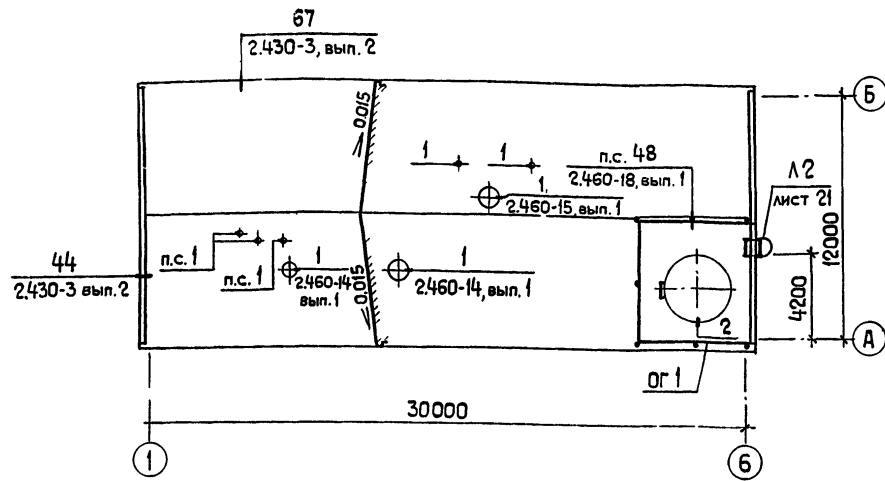 67
2.430-3, вып. 2
Б
0.015
1
1
п.с. 48
2.460-18, вып. 1
1,
2.460-15, вып. 1
Л 2
лист 21
12000
44
2.430-3 вып. 2
п.с. 1
п.с. 1
1
2.460-14
вып. 1
0.015
1
2.460-14, вып. 1
4200
2
А
ОГ 1
30000
1
6